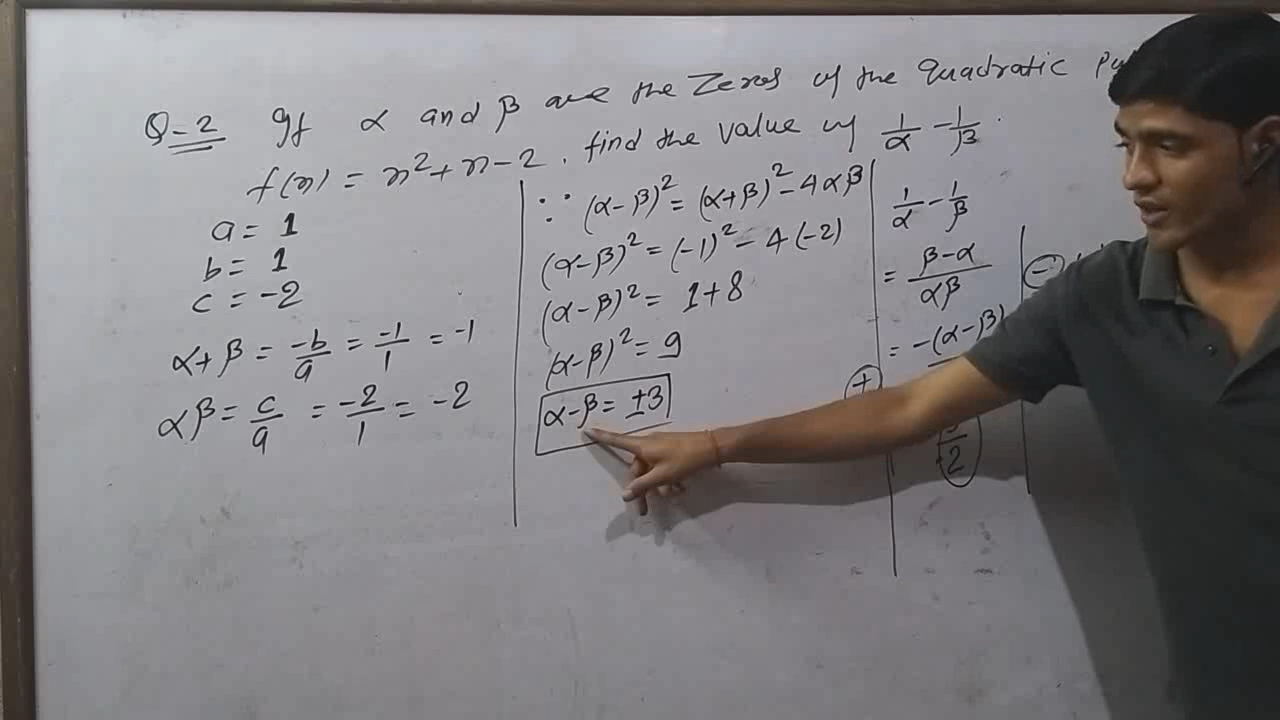 Q-2 If α and β are the Zeros of the Quadratic
f(x) = x² + x - 2 . find the value of 1/α - 1/β .
a = 1
b = 1
c = -2
α + β = -b/a = -1/1 = -1
αβ = c/a = -2/1 = -2
∵ (α-β)² = (α+β)² - 4αβ
(α-β)² = (-1)² - 4(-2)
(α-β)² = 1+8
(α-β)² = 9
α-β = ±3
1/α - 1/β
= β-α/αβ
= -(α-β)
+
2
-